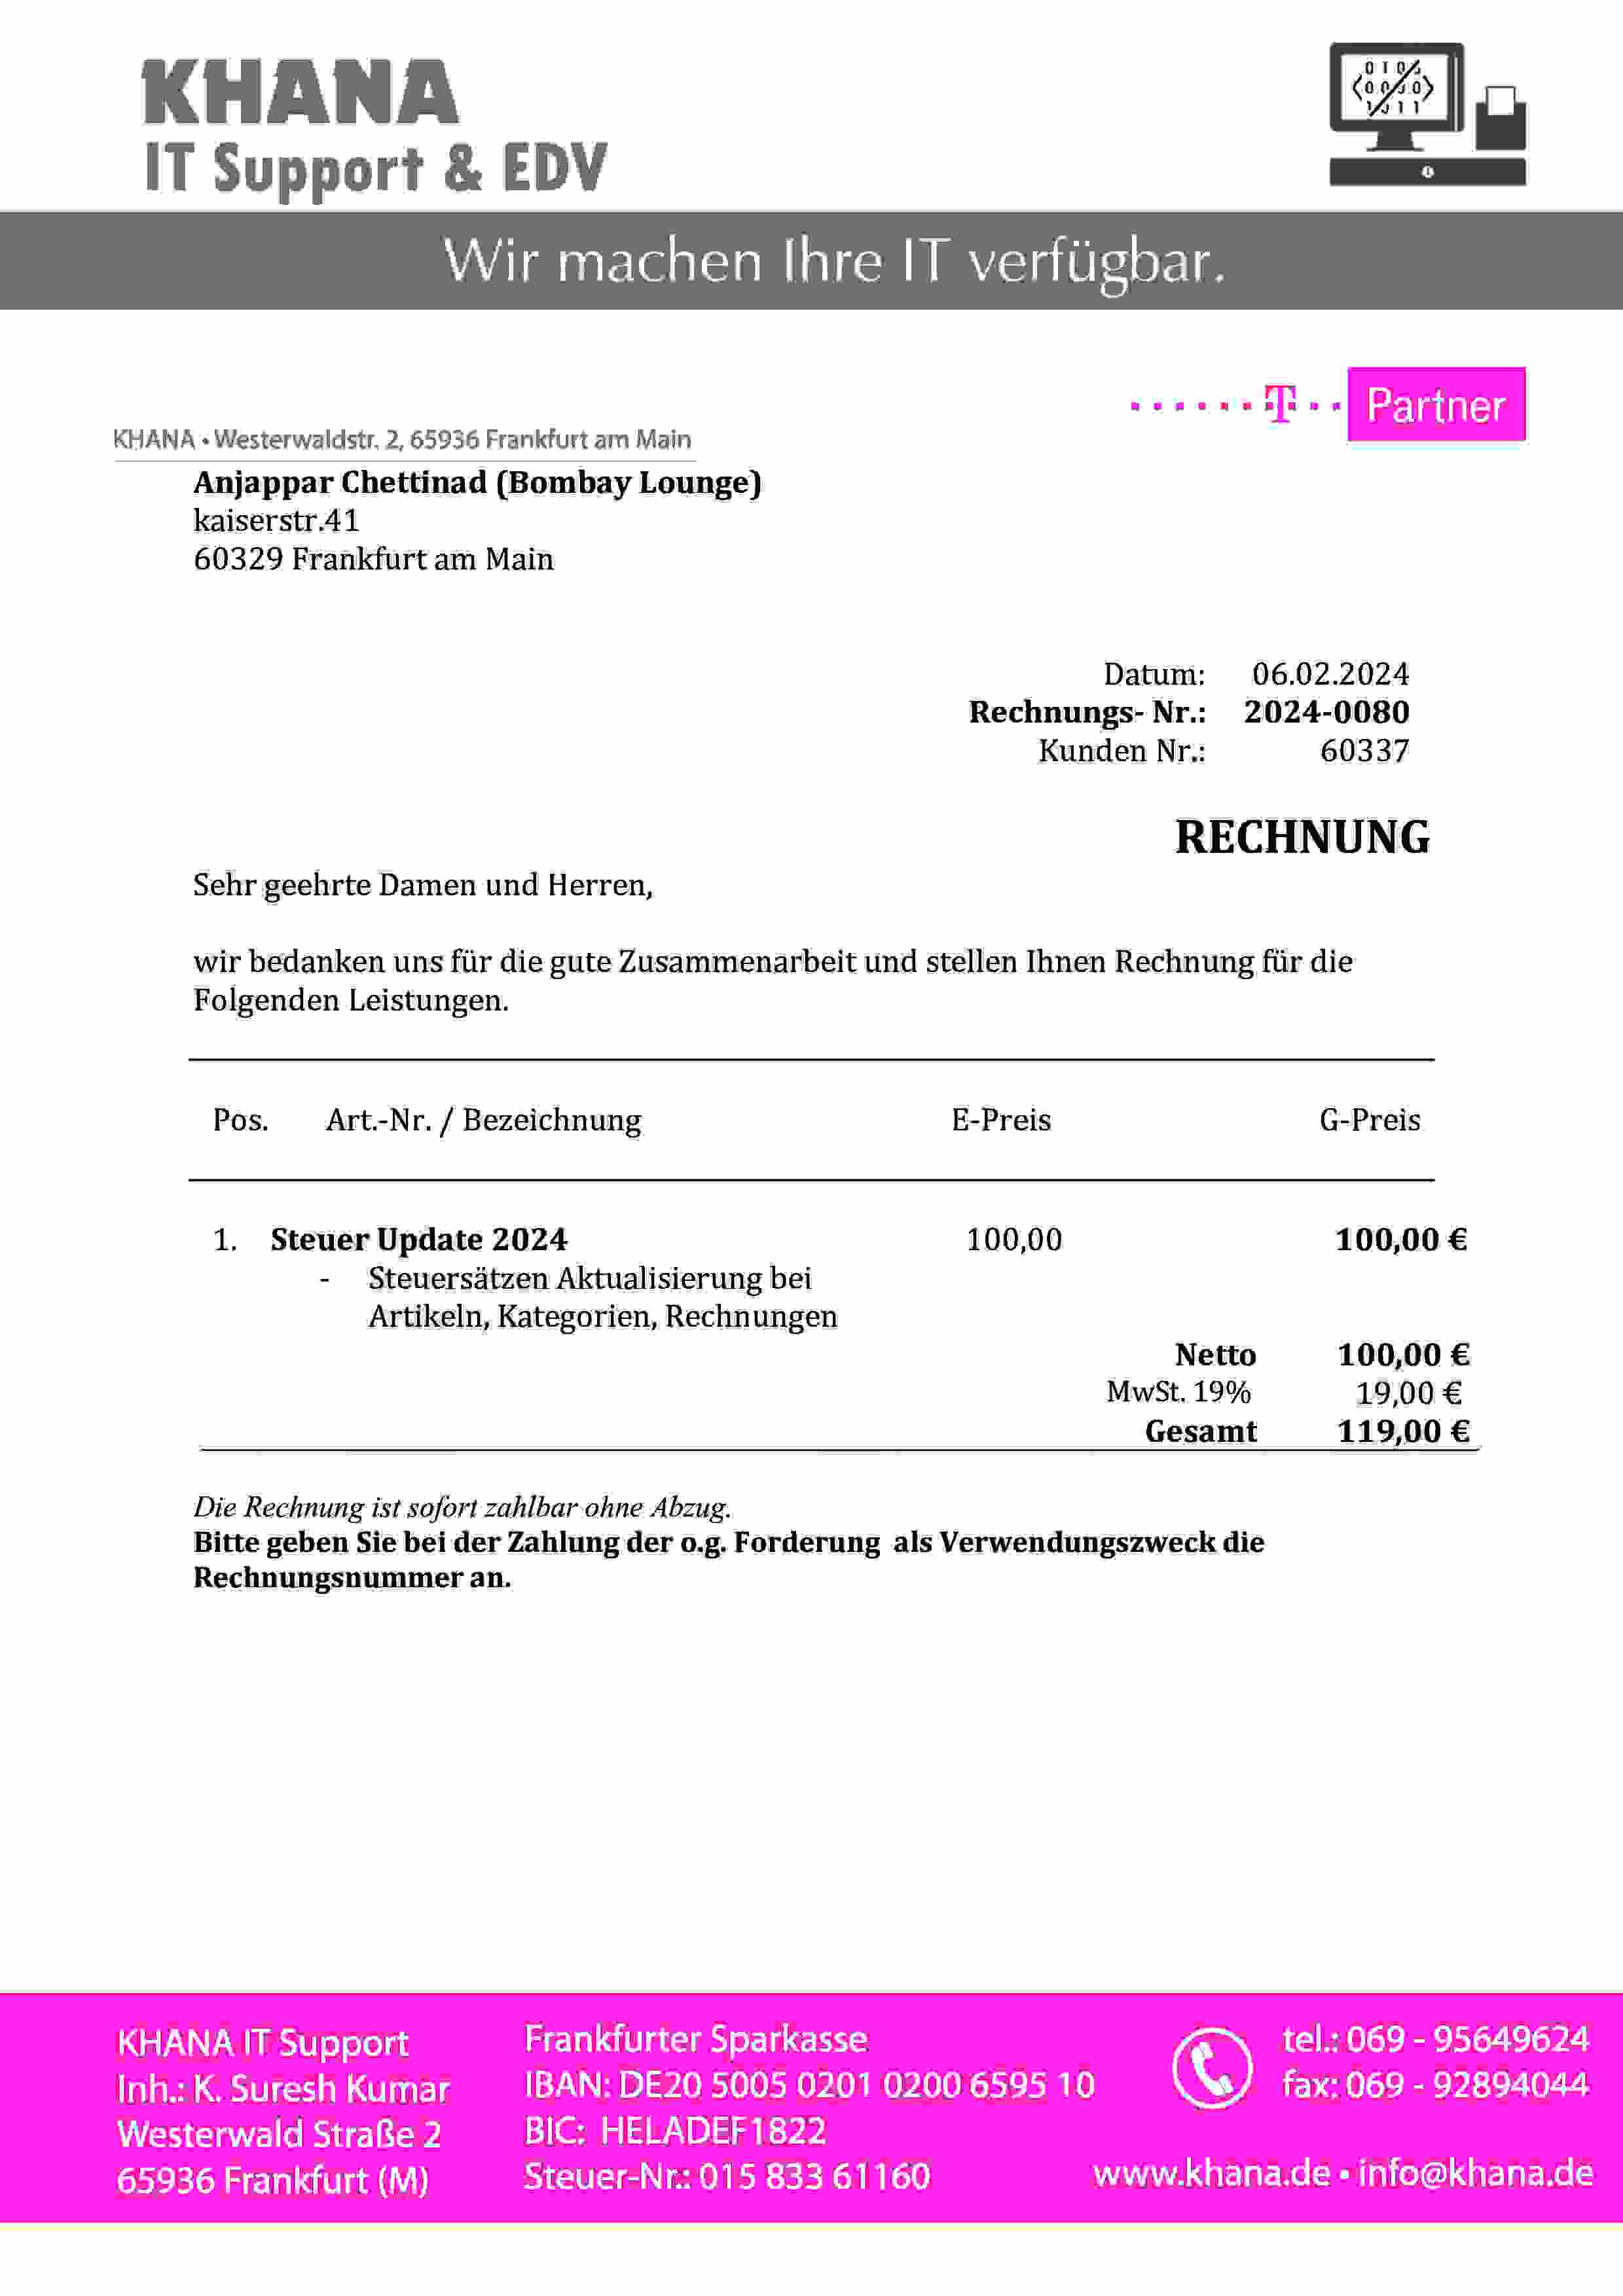 KHANA
IT Support & EDV
Wir machen Ihre IT verfügbar.
T Partner
KHANA • Westerwaldstr. 2, 65936 Frankfurt am Main
Anjappar Chettinad (Bombay Lounge)
kaiserstr.41
60329 Frankfurt am Main
Datum: 06.02.2024
Rechnungs- Nr.: 2024-0080
Kunden Nr.: 60337
RECHNUNG
Sehr geehrte Damen und Herren,
wir bedanken uns für die gute Zusammenarbeit und stellen Ihnen Rechnung für die
Folgenden Leistungen.
Pos. Art.-Nr. / Bezeichnung E-Preis G-Preis
1. Steuer Update 2024 100,00 100,00 €
- Steuersätzen Aktualisierung bei
Artikeln, Kategorien, Rechnungen
Netto 100,00 €
MwSt. 19% 19,00 €
Gesamt 119,00 €
Die Rechnung ist sofort zahlbar ohne Abzug.
Bitte geben Sie bei der Zahlung der o.g. Forderung als Verwendungszweck die
Rechnungsnummer an.
KHANA IT Support
Inh.: K. Suresh Kumar
Westerwald Straße 2
65936 Frankfurt (M)
Frankfurter Sparkasse
IBAN: DE20 5005 0201 0200 6595 10
BIC: HELADEF1822
Steuer-Nr.: 015 833 61160
tel.: 069 - 95649624
fax: 069 - 92894044
www.khana.de • info@khana.de